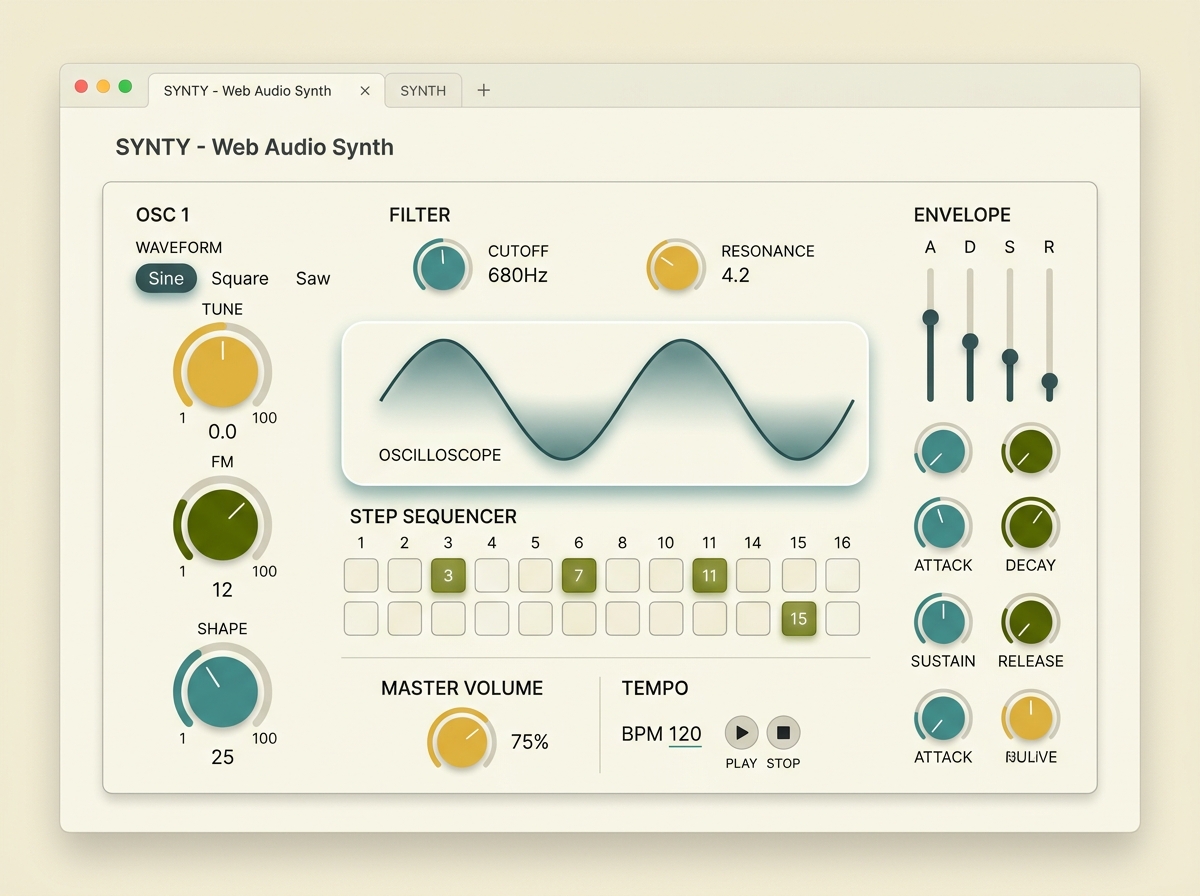 SYNTY - Web Audio Synth
SYNTH
SYNTY - Web Audio Synth
OSC 1
WAVEFORM
Sine Square Saw
TUNE
1 100
0.0
FM
1 100
12
SHAPE
1 100
25
FILTER
CUTOFF
680Hz
RESONANCE
4.2
OSCILLOSCOPE
STEP SEQUENCER
1 2 3 4 5 6 8 10 11 14 15 16
3 7 11
15
MASTER VOLUME
75%
TEMPO
BPM 120
PLAY STOP
ENVELOPE
A D S R
ATTACK DECAY
SUSTAIN RELEASE
ATTACK